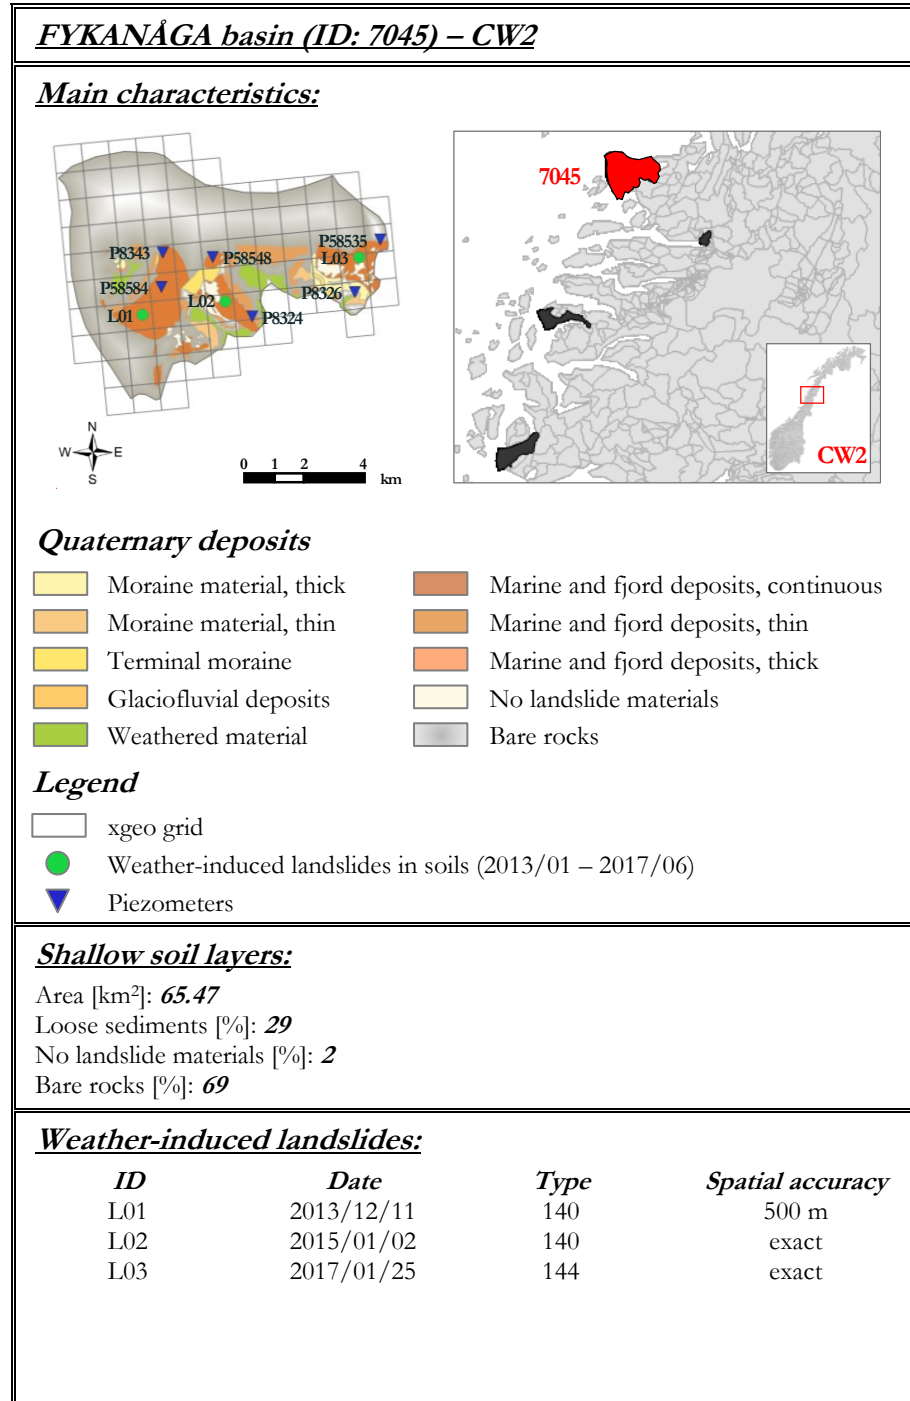 FYKANÅGA basin (ID: 7045) – CW2
Main characteristics:
P8343
P58548
P58535
L03
P58584
L02
P8326
L01
P8324
N
W E
S
0 1 2 4
km
7045
CW2
Quaternary deposits
Moraine material, thick
Moraine material, thin
Terminal moraine
Glaciofluvial deposits
Weathered material
Marine and fjord deposits, continuous
Marine and fjord deposits, thin
Marine and fjord deposits, thick
No landslide materials
Bare rocks
Legend
xgeo grid
Weather-induced landslides in soils (2013/01 – 2017/06)
Piezometers
Shallow soil layers:
Area [km²]: 65.47
Loose sediments [%]: 29
No landslide materials [%]: 2
Bare rocks [%]: 69
Weather-induced landslides:
ID Date Type Spatial accuracy
L01 2013/12/11 140 500 m
L02 2015/01/02 140 exact
L03 2017/01/25 144 exact